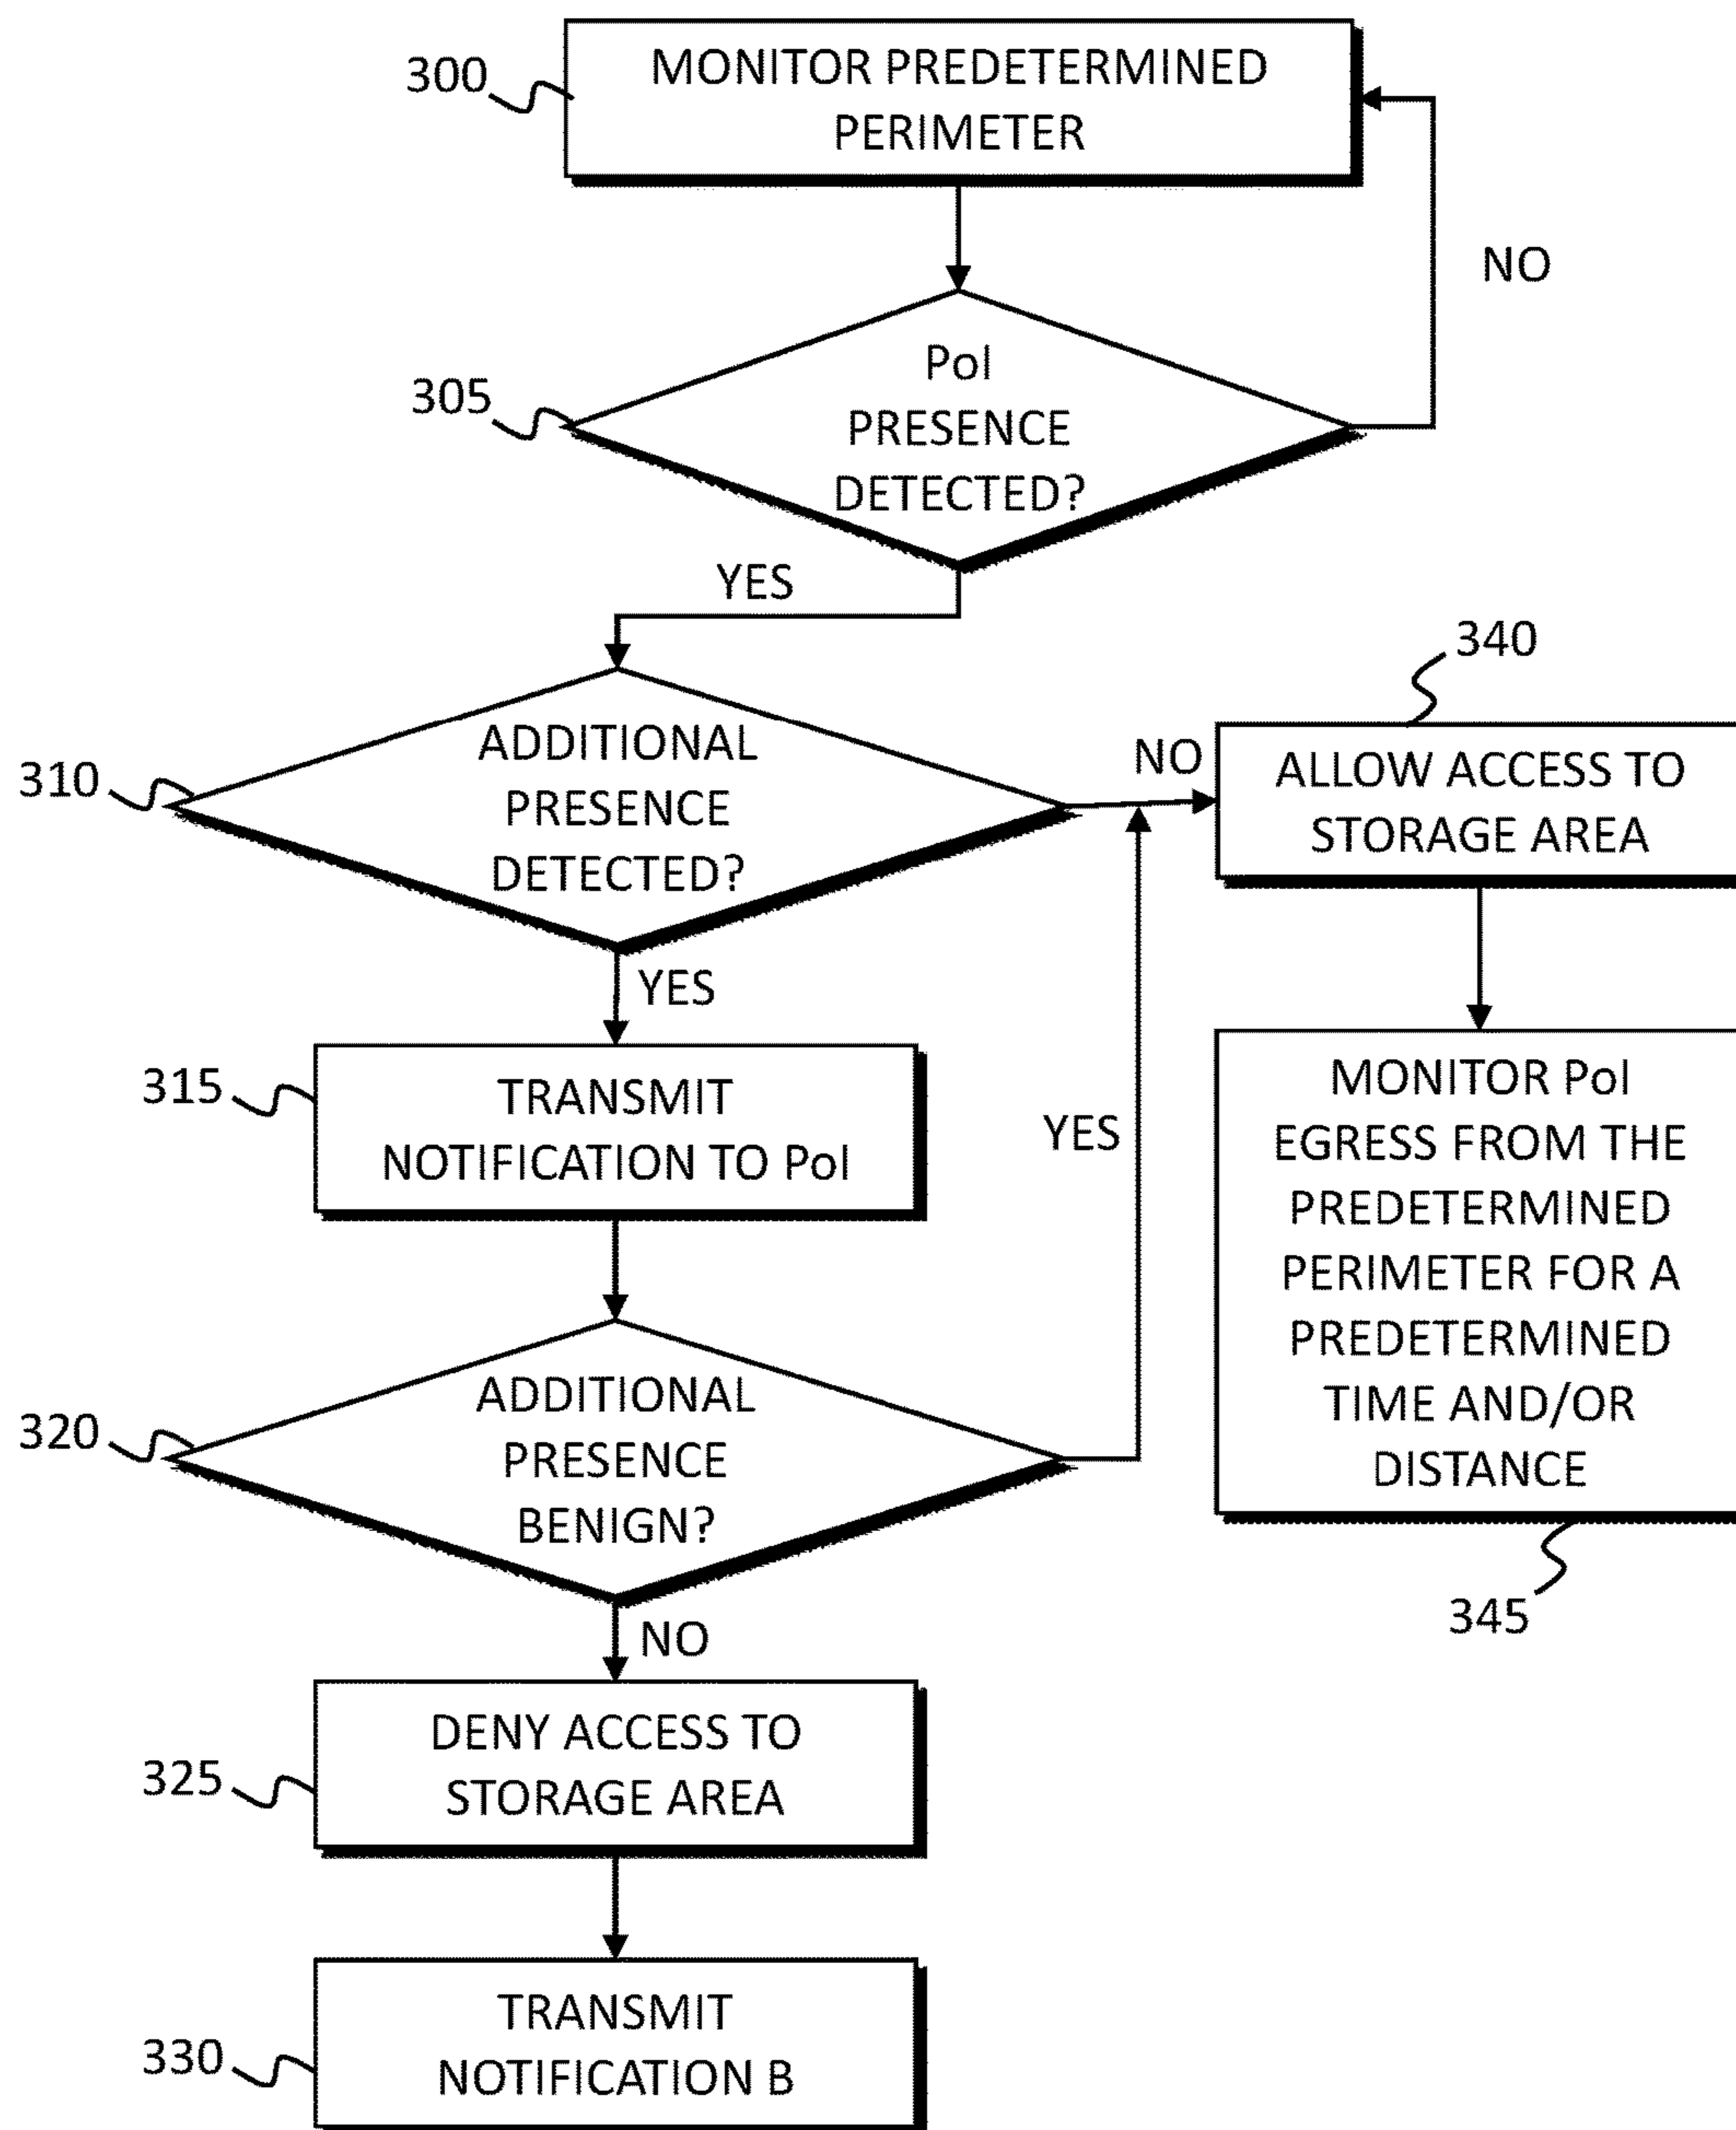 300
MONITOR PREDETERMINED
PERIMETER
NO
305
PoI
PRESENCE
DETECTED?
YES
310
ADDITIONAL
PRESENCE
DETECTED?
NO
340
ALLOW ACCESS TO
STORAGE AREA
YES
315
TRANSMIT
NOTIFICATION TO PoI
YES
MONITOR PoI
EGRESS FROM THE
PREDETERMINED
PERIMETER FOR A
PREDETERMINED
TIME AND/OR
DISTANCE
345
320
ADDITIONAL
PRESENCE
BENIGN?
NO
325
DENY ACCESS TO
STORAGE AREA
330
TRANSMIT
NOTIFICATION B